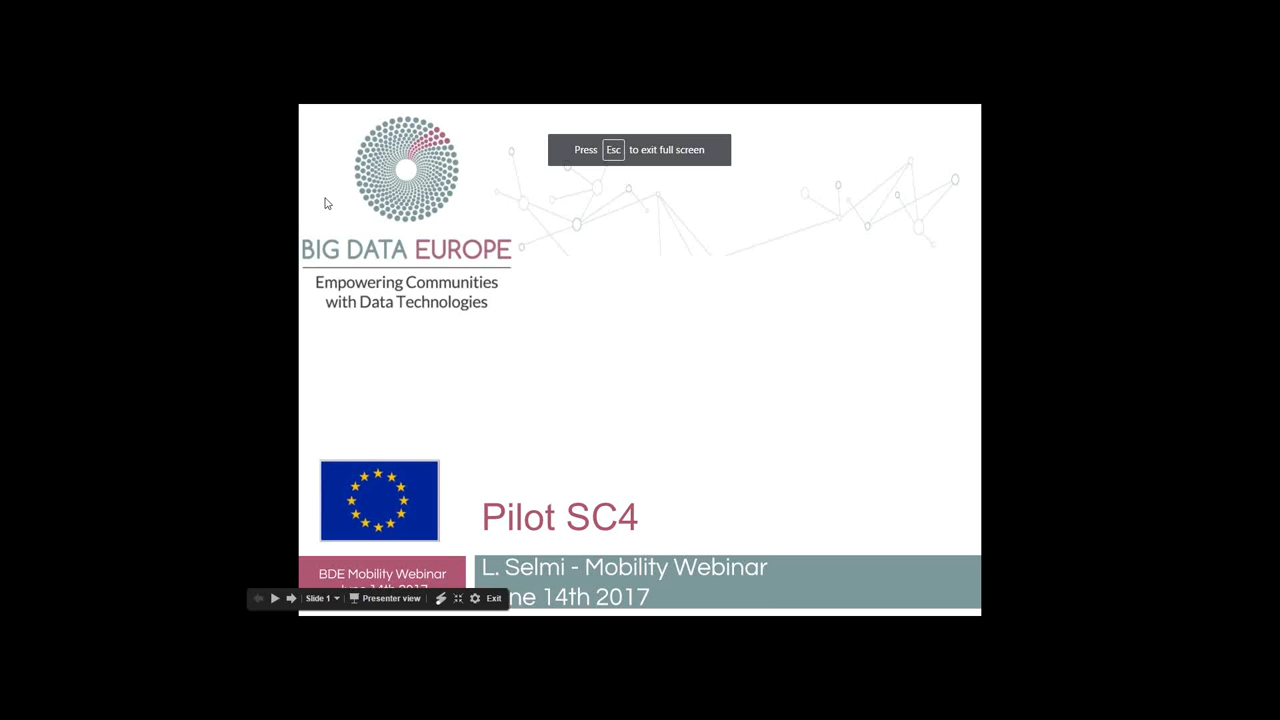 Press Esc to exit full screen
BIG DATA EUROPE
Empowering Communities
with Data Technologies
Pilot SC4
BDE Mobility Webinar
L. Selmi - Mobility Webinar
June 14th 2017
Slide 1
Presenter view
Exit